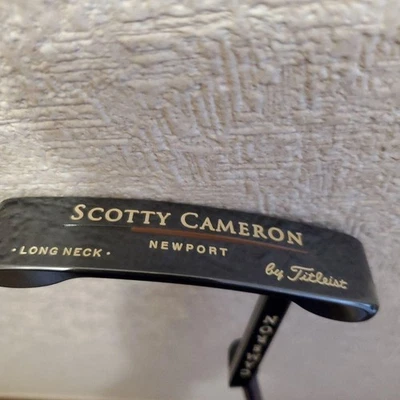 SCOTTY CAMERON
· LONG NECK ·
NEWPORT
by Titleist